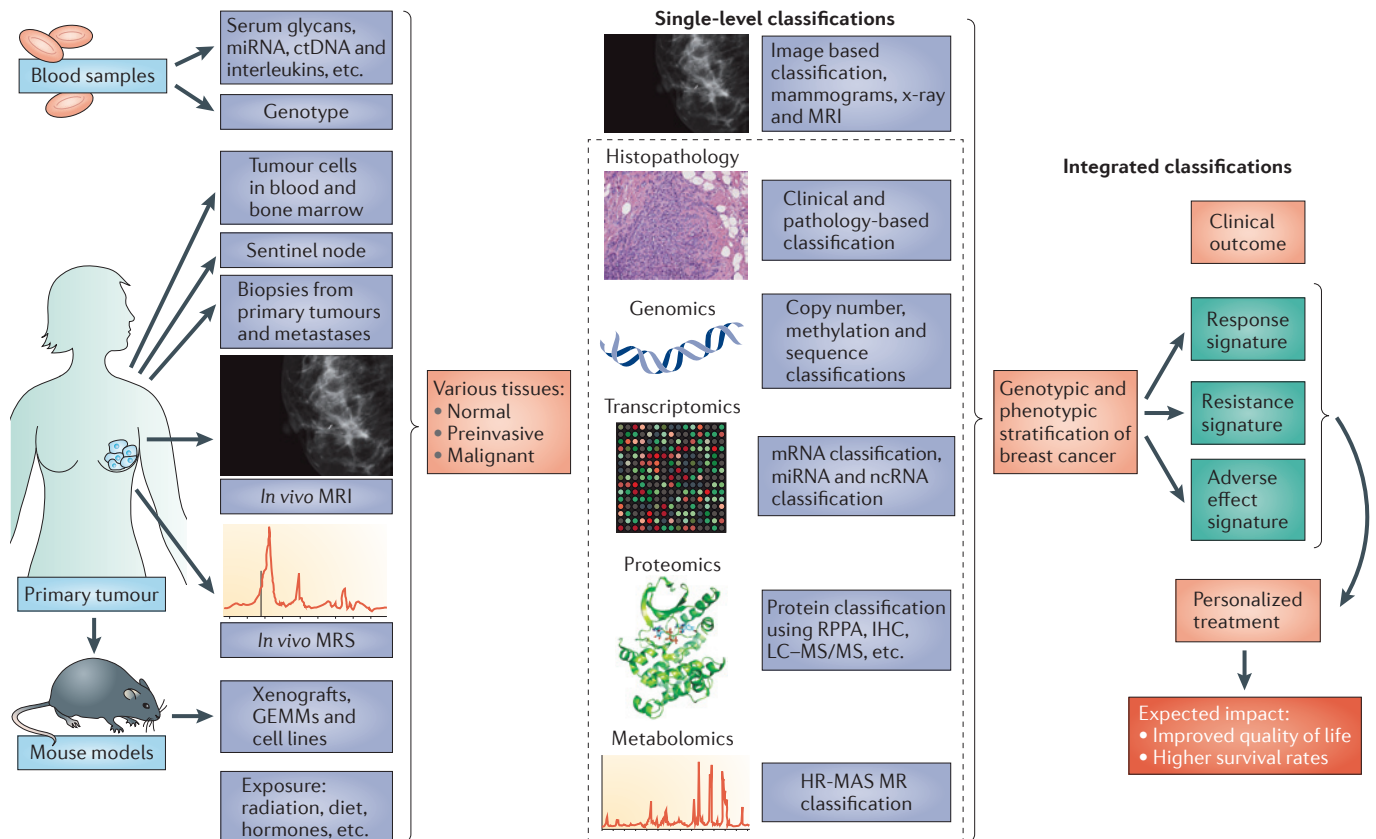 Blood samples
Serum glycans,
miRNA, ctDNA and
interleukins, etc.
Genotype
Tumour cells
in blood and
bone marrow
Sentinel node
Biopsies from
primary tumours
and metastases
In vivo MRI
In vivo MRS
Primary tumour
Mouse models
Xenografts,
GEMMs and
cell lines
Exposure:
radiation, diet,
hormones, etc.
Various tissues:
• Normal
• Preinvasive
• Malignant
Single-level classifications
Image based
classification,
mammograms, x-ray
and MRI
Histopathology
Clinical and
pathology-based
classification
Genomics
Copy number,
methylation and
sequence
classifications
Transcriptomics
mRNA classification,
miRNA and ncRNA
classification
Proteomics
Protein classification
using RPPA, IHC,
LC–MS/MS, etc.
Metabolomics
HR-MAS MR
classification
Integrated classifications
Clinical
outcome
Genotypic and
phenotypic
stratification of
breast cancer
Response
signature
Resistance
signature
Adverse
effect
signature
Personalized
treatment
Expected impact:
• Improved quality of life
• Higher survival rates